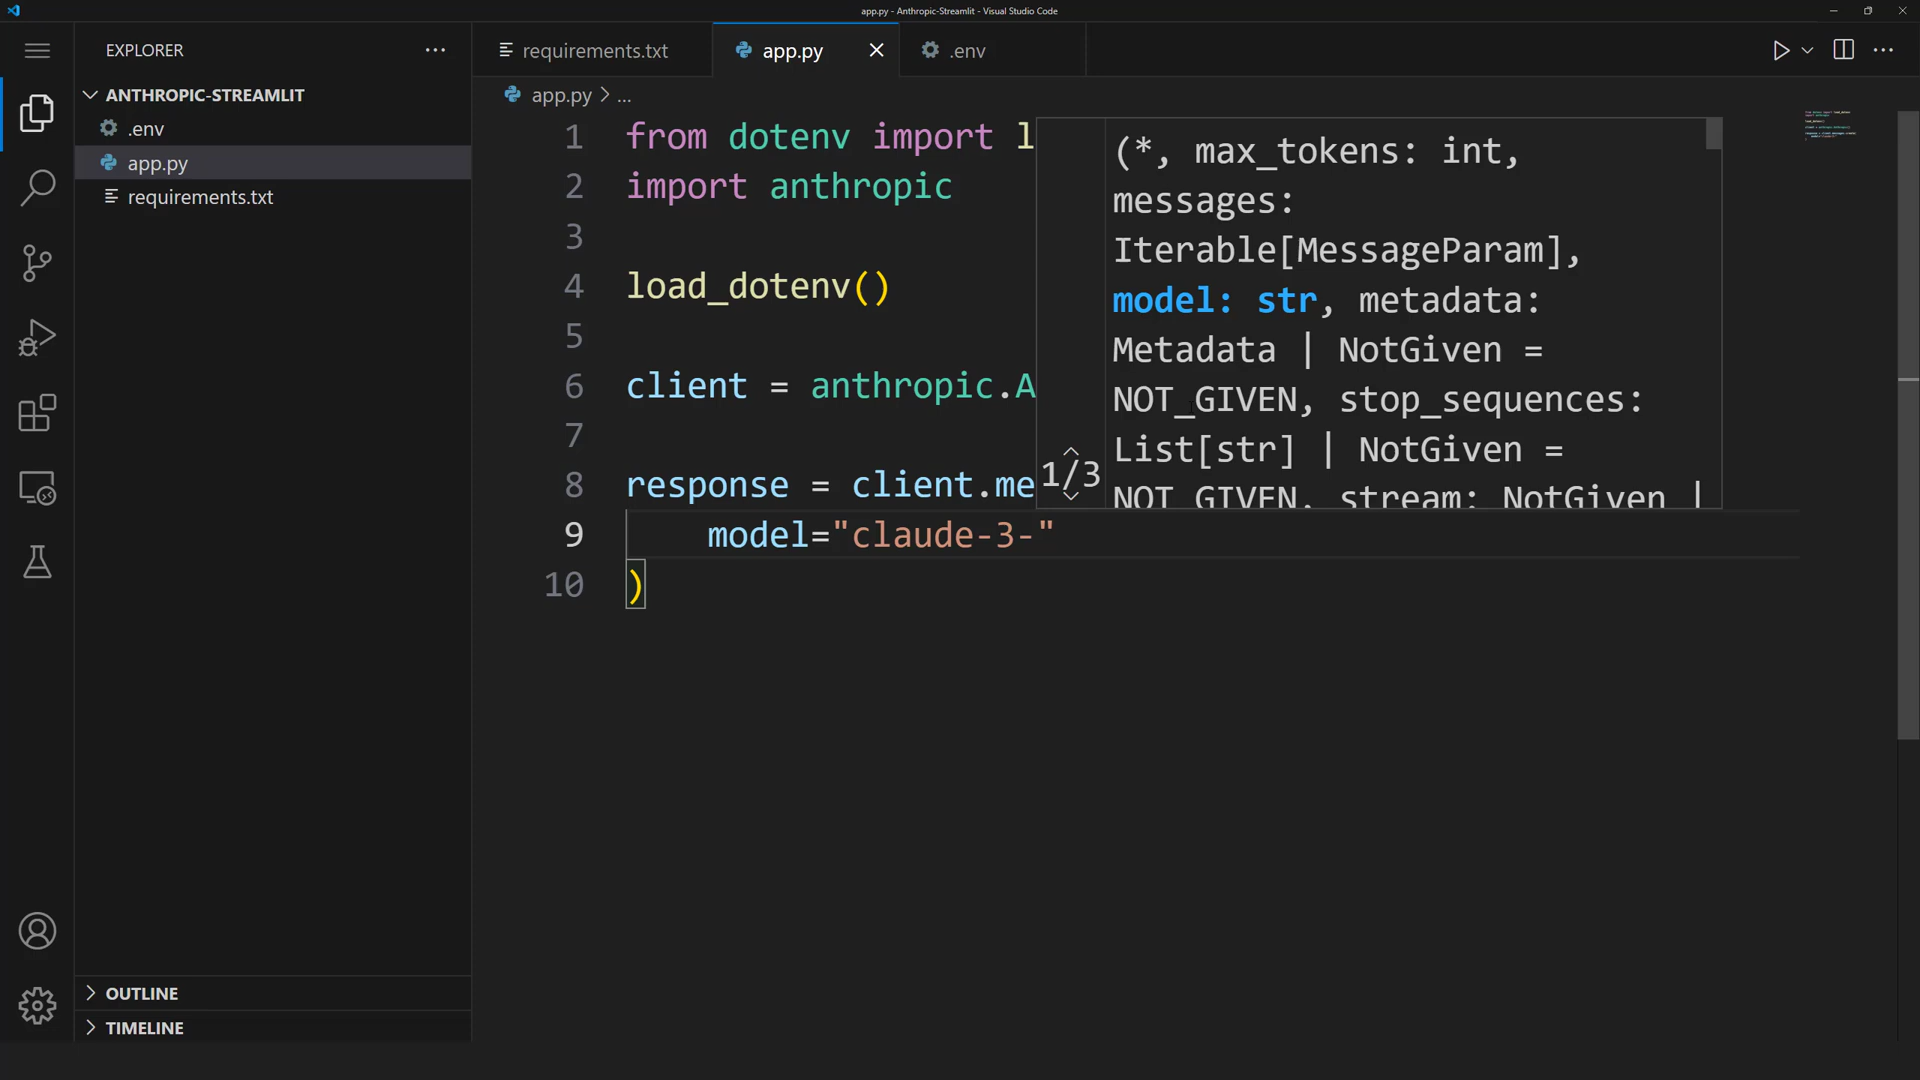 app.py - Anthropic-Streamlit - Visual Studio Code
EXPLORER
requirements.txt
app.py
.env
ANTHROPIC-STREAMLIT
.env
app.py
requirements.txt
app.py > ...
1 from dotenv import l
2 import anthropic
3
4 load_dotenv()
5
6 client = anthropic.A
7
8 response = client.me
9 model="claude-3-"
10 )
(*, max_tokens: int,
messages:
Iterable[MessageParam],
model: str, metadata:
Metadata | NotGiven =
NOT_GIVEN, stop_sequences:
List[str] | NotGiven =
NOT_GIVEN, stream: NotGiven |
1/3
OUTLINE
TIMELINE